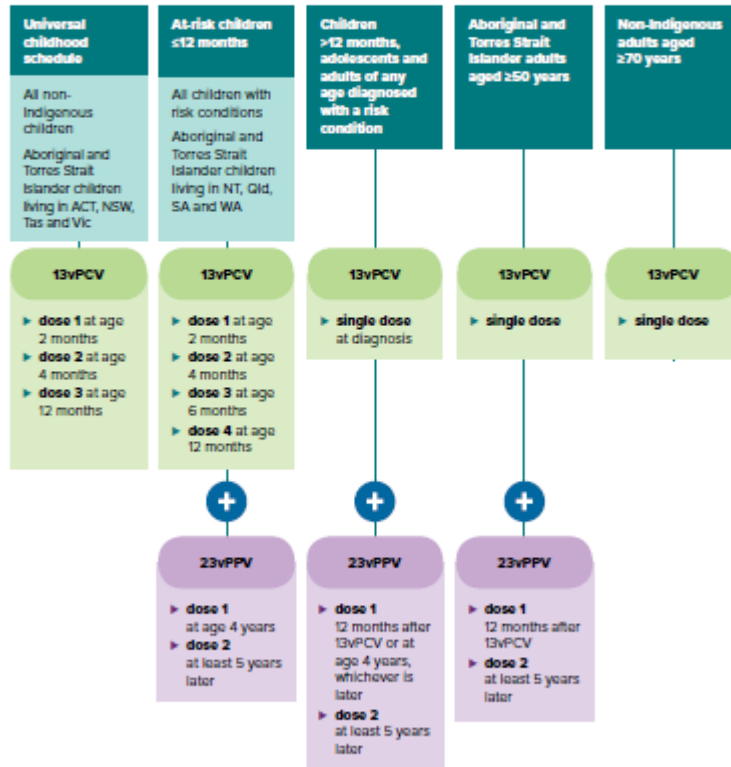 Universal
childhood
schedule
All non-
Indigenous
children
Aboriginal and
Torres Strait
Islander children
living in ACT, NSW,
Tas and Vic
13vPCV
▶ dose 1 at age
2 months
▶ dose 2 at age
4 months
▶ dose 3 at age
12 months
At-risk children
≤12 months
All children with
risk conditions
Aboriginal and
Torres Strait
Islander children
living in NT, Qld,
SA and WA
13vPCV
▶ dose 1 at age
2 months
▶ dose 2 at age
4 months
▶ dose 3 at age
6 months
▶ dose 4 at age
12 months
+
23vPPV
▶ dose 1
at age 4 years
▶ dose 2
at least 5 years
later
Children
>12 months,
adolescents and
adults of any
age diagnosed
with a risk
condition
13vPCV
▶ single dose
at diagnosis
+
23vPPV
▶ dose 1
12 months after
13vPCV or at
age 4 years,
whichever is
later
▶ dose 2
at least 5 years
later
Aboriginal and
Torres Strait
Islander adults
aged ≥50 years
13vPCV
▶ single dose
+
23vPPV
▶ dose 1
12 months after
13vPCV
▶ dose 2
at least 5 years
later
Non-Indigenous
adults aged
≥70 years
13vPCV
▶ single dose